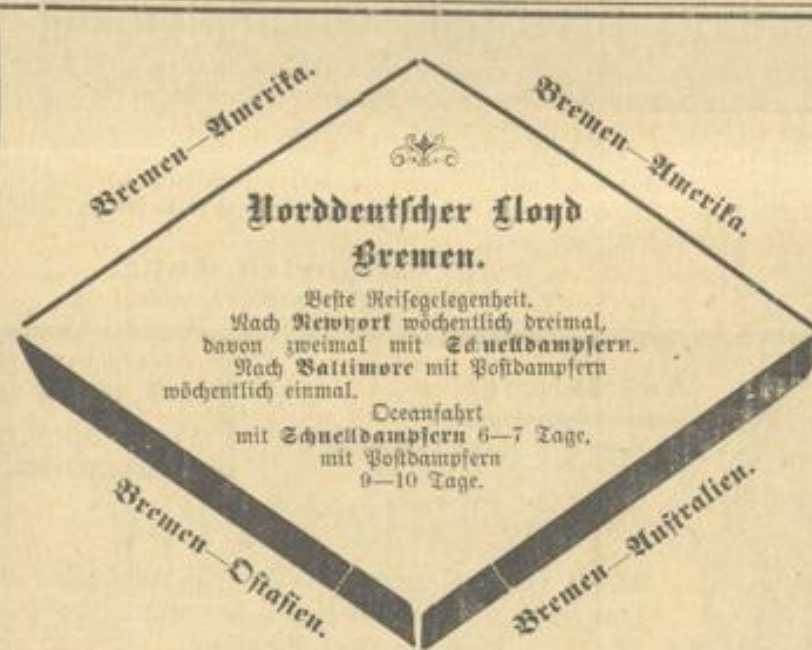 Bremen—Amerika.
Bremen—Amerika.
Norddeutscher Lloyd
Bremen.
Beste Reisegelegenheit.
Nach Newyork wöchentlich dreimal,
davon zweimal mit Schnelldampfern.
Nach Baltimore mit Postdampfern
wöchentlich einmal.
Oceanfahrt
mit Schnelldampfern 6—7 Tage,
mit Postdampfern
9—10 Tage.
Bremen—Ostasien.
Bremen—Australien.